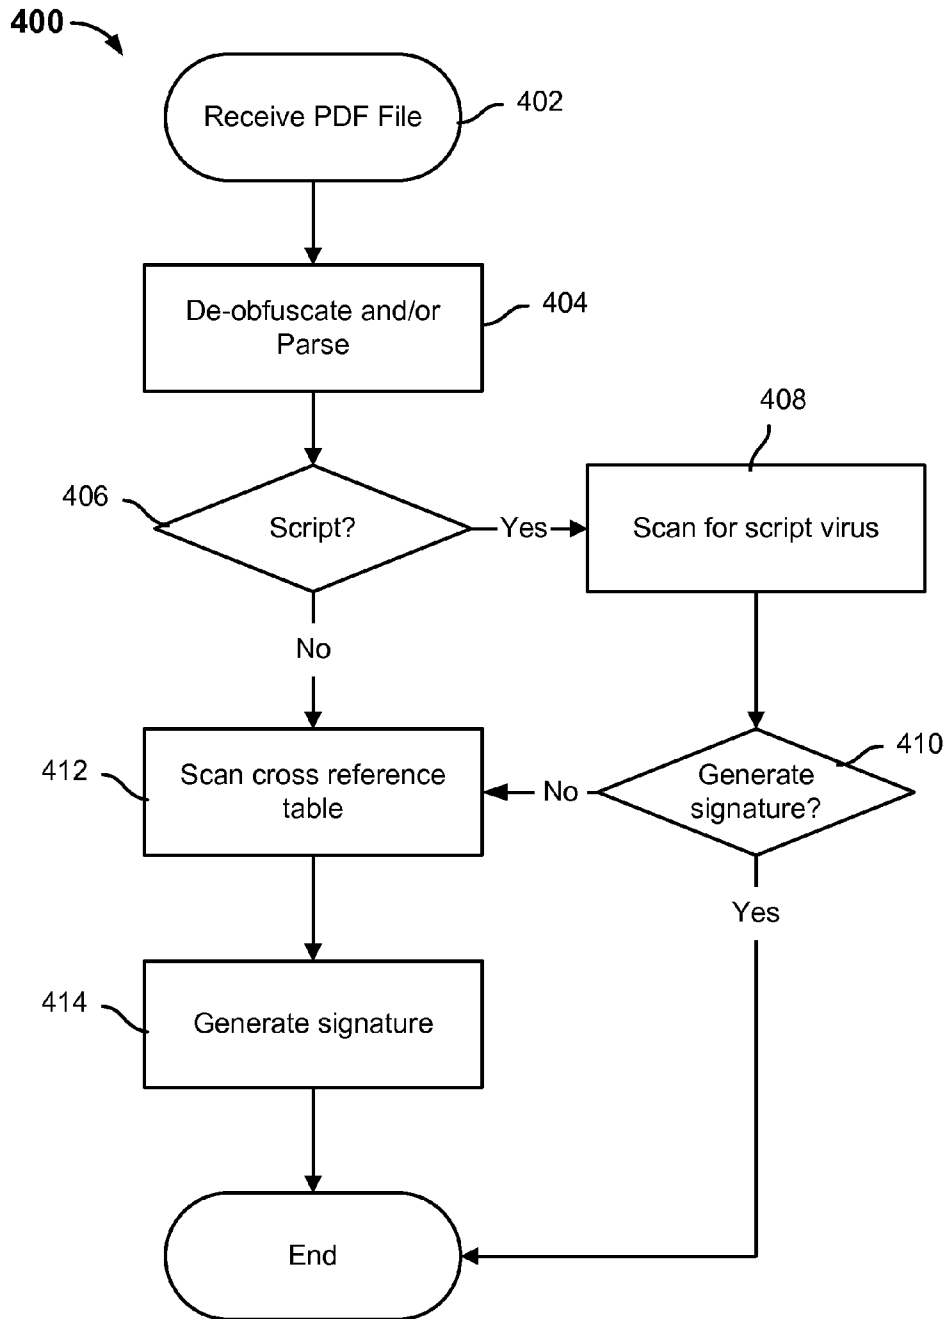 400
Receive PDF File
402
De-obfuscate and/or
Parse
404
408
406
Script?
Yes
Scan for script virus
No
410
412
Scan cross reference
table
No
Generate
signature?
Yes
414
Generate signature
End